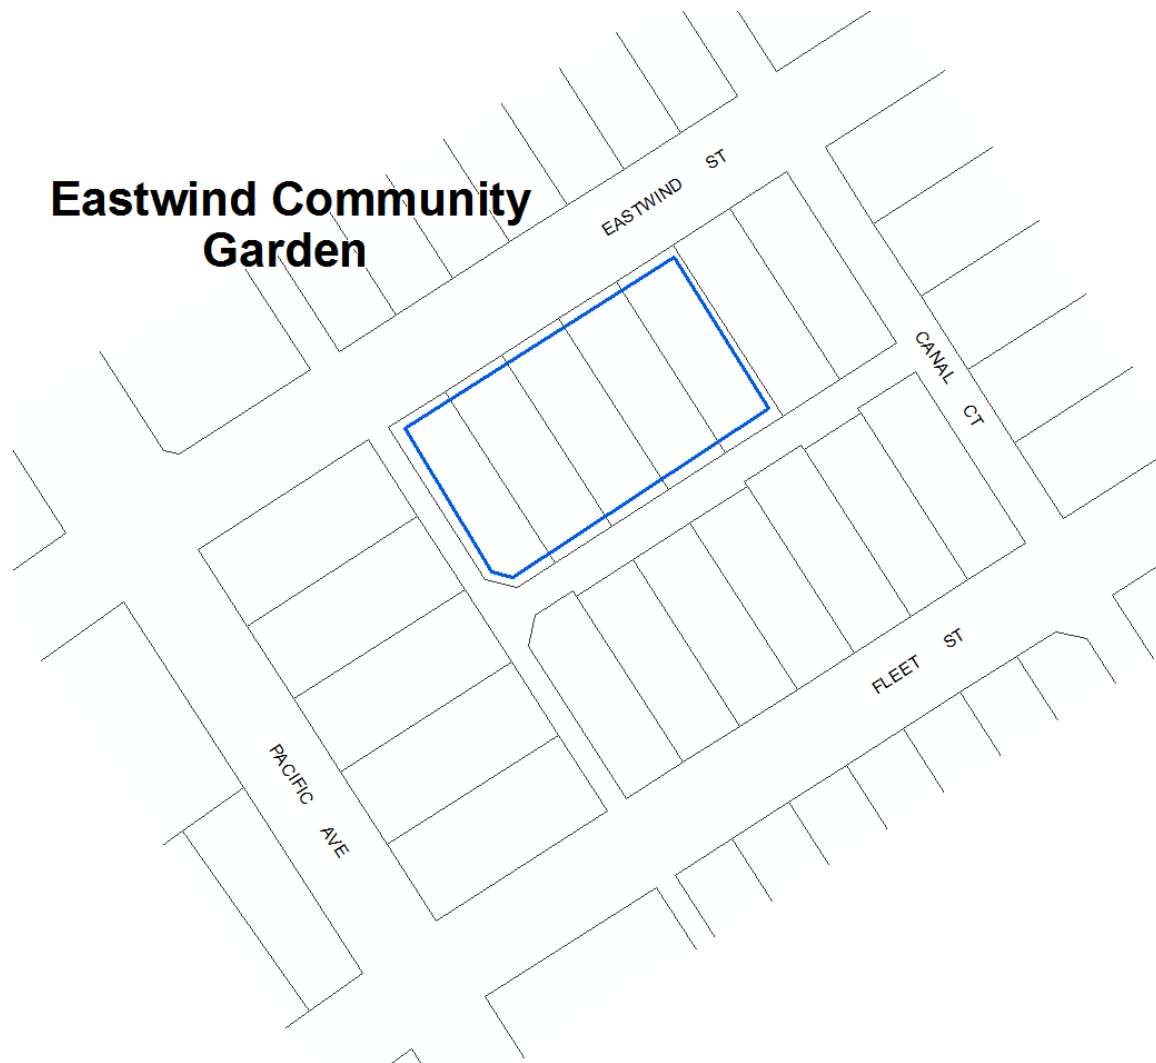 Eastwind Community
Garden
EASTWIND ST
CANAL CT
FLEET ST
PACIFIC AVE